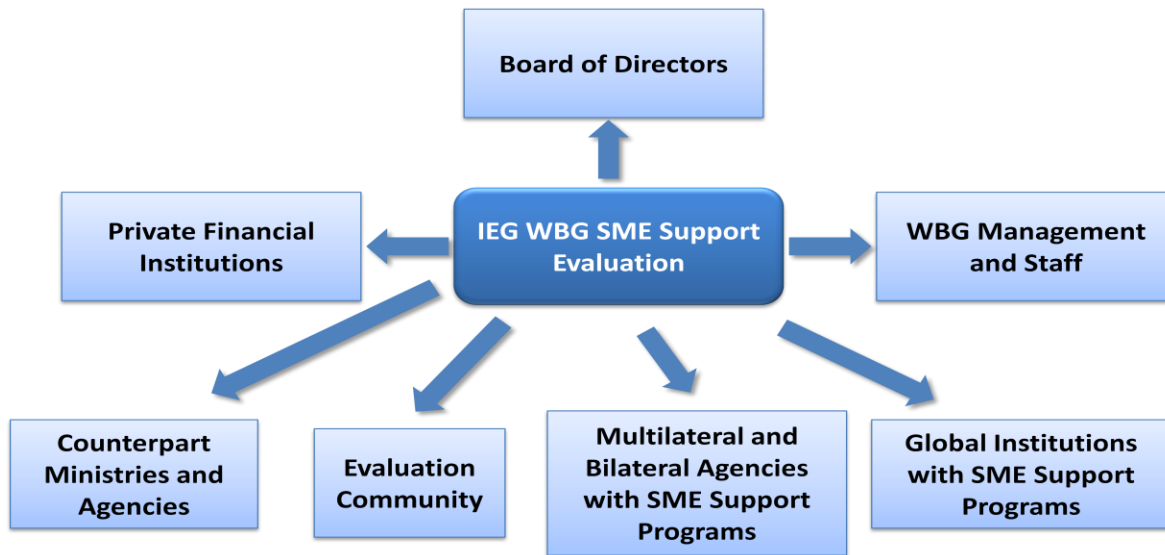 Board of Directors
Private Financial
Institutions
IEG WBG SME Support
Evaluation
WBG Management
and Staff
Counterpart
Ministries and
Agencies
Evaluation
Community
Multilateral and
Bilateral Agencies
with SME Support
Programs
Global Institutions
with SME Support
Programs